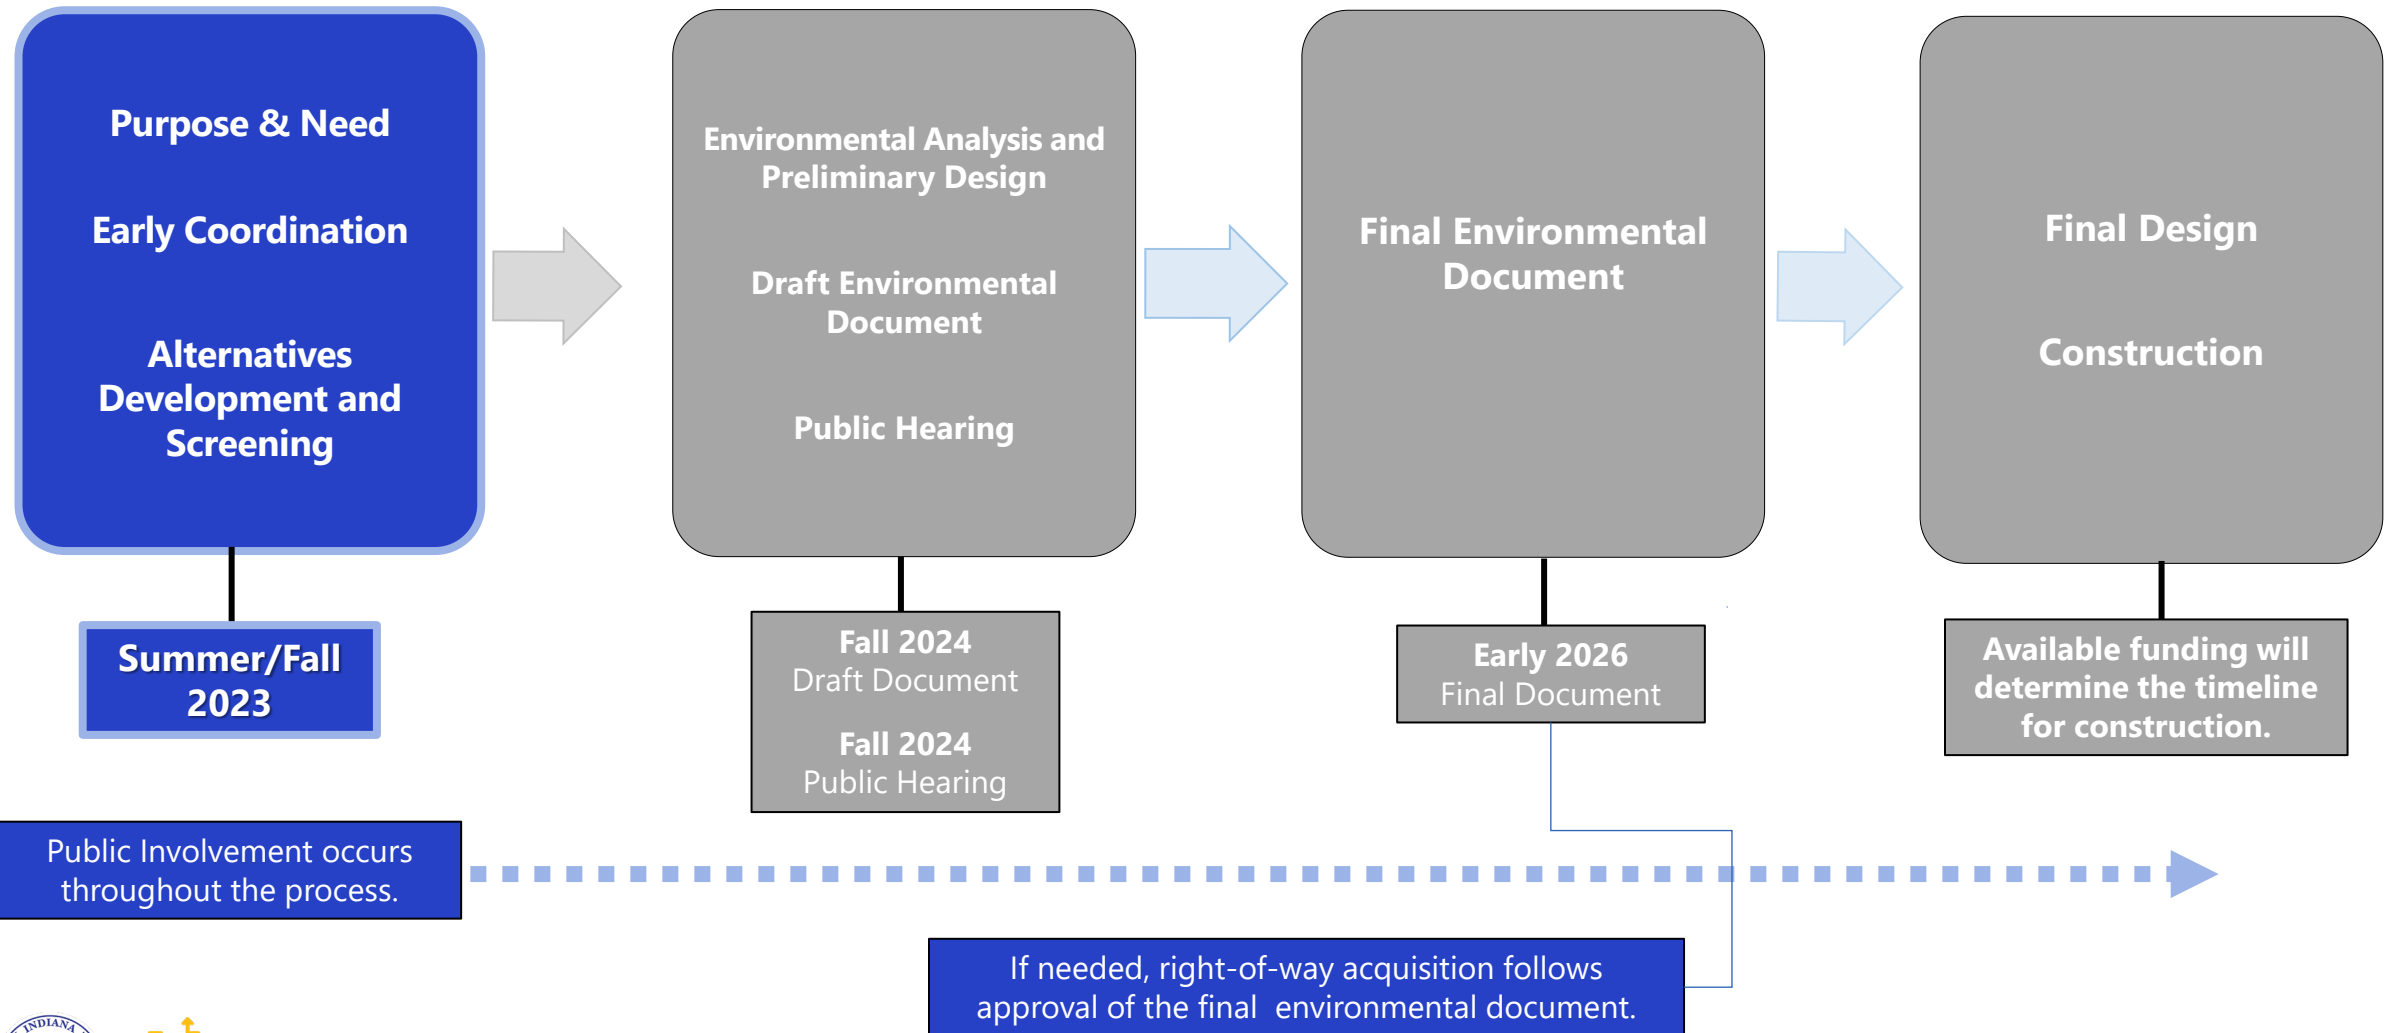 Purpose & Need
Early Coordination
Alternatives
Development and
Screening
Summer/Fall
2023
Environmental Analysis and
Preliminary Design
Draft Environmental
Document
Public Hearing
Fall 2024
Draft Document
Fall 2024
Public Hearing
Final Environmental
Document
Early 2026
Final Document
Final Design
Construction
Available funding will
determine the timeline
for construction.
Public Involvement occurs
throughout the process.
If needed, right-of-way acquisition follows
approval of the final  environmental document.
INDIANA